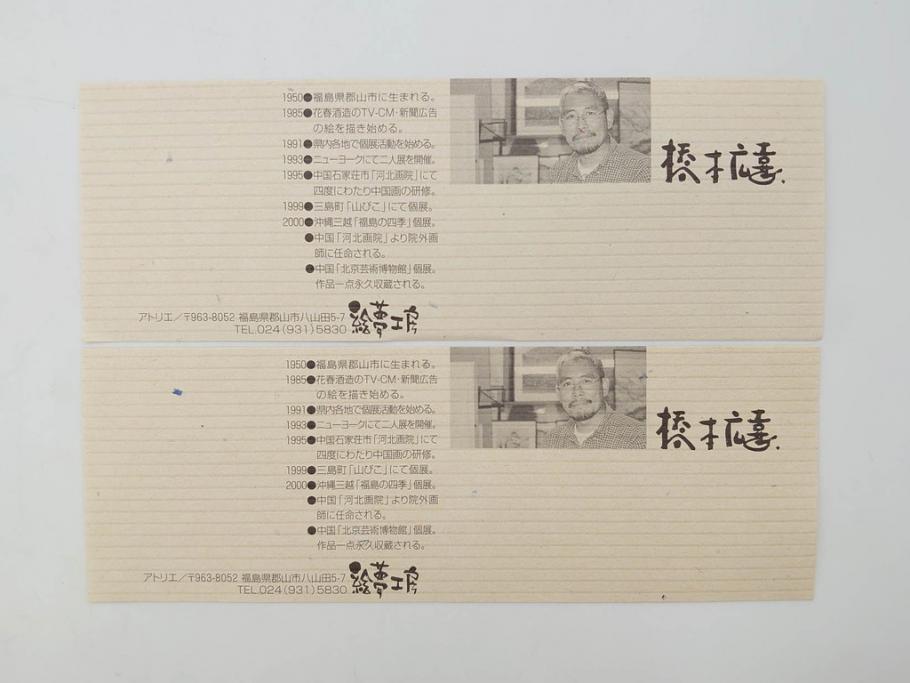 1950●福島県郡山市に生まれる。
1985●花春酒造のTV-CM・新聞広告
の絵を描き始める。
1991●県内各地で個展活動を始める。
1993●ニューヨークにて二人展を開催。
1995●中国石家荘市「河北画院」にて
四度にわたり中国画の研修。
1999●三島町「山びこ」にて個展。
2000●沖縄三越「福島の四季」個展。
●中国「河北画院」より院外画
師に任命される。
●中国「北京芸術博物館」個展。
作品一点永久収蔵される。
橋本広喜.
アトリエ/〒963-8052 福島県郡山市八山田5-7
TEL.024(931)5830
絵夢工房
1950●福島県郡山市に生まれる。
1985●花春酒造のTV-CM・新聞広告
の絵を描き始める。
1991●県内各地で個展活動を始める。
1993●ニューヨークにて二人展を開催。
1995●中国石家荘市「河北画院」にて
四度にわたり中国画の研修。
1999●三島町「山びこ」にて個展。
2000●沖縄三越「福島の四季」個展。
●中国「河北画院」より院外画
師に任命される。
●中国「北京芸術博物館」個展。
作品一点永久収蔵される。
橋本広喜.
アトリエ/〒963-8052 福島県郡山市八山田5-7
TEL.024(931)5830
絵夢工房